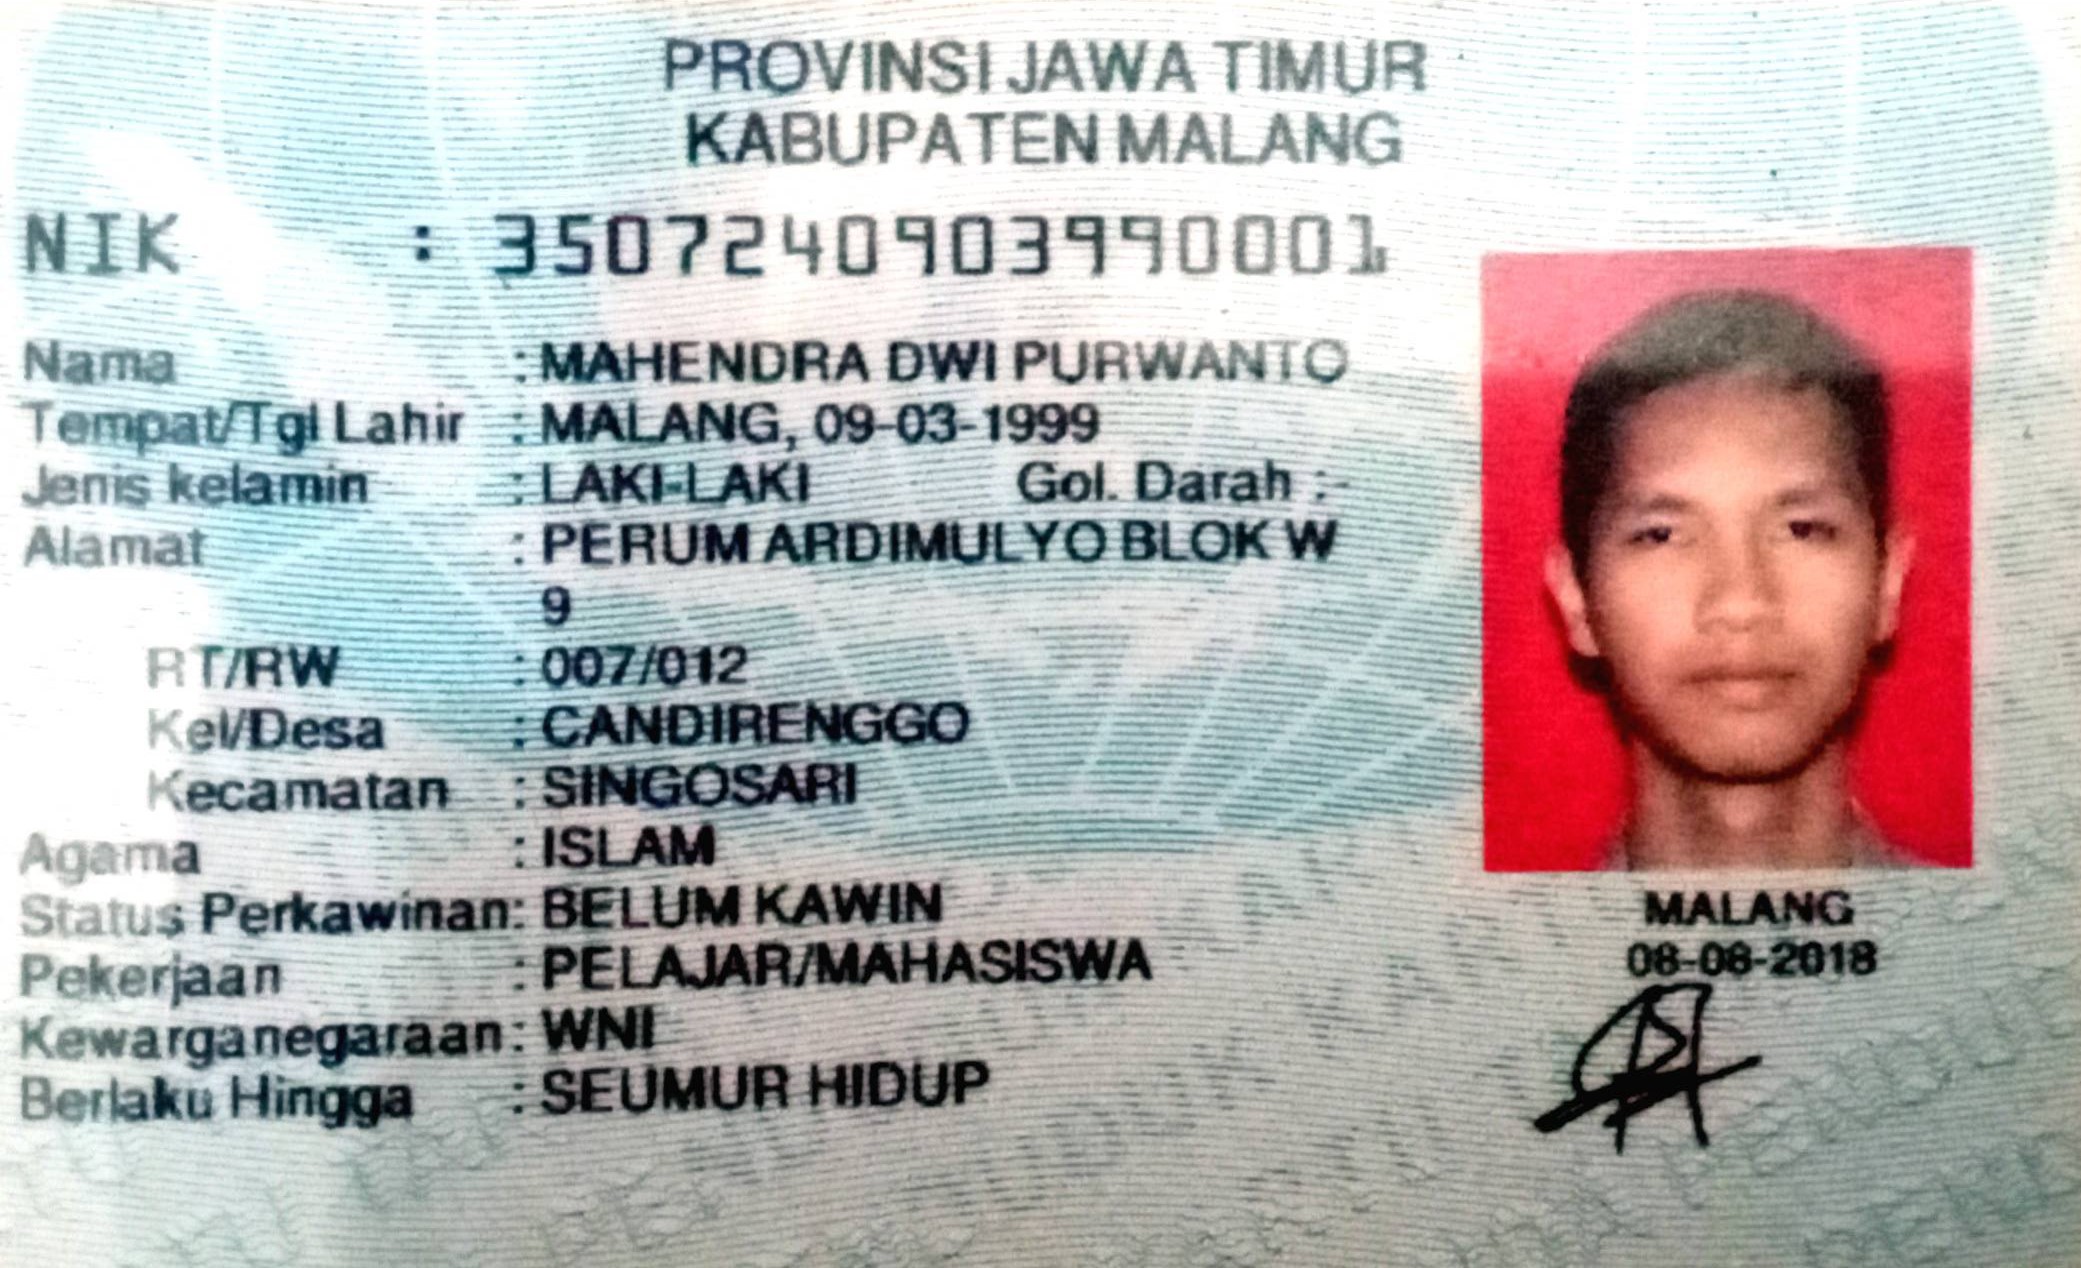 PROVINSI JAWA TIMUR
KABUPATEN MALANG
NIK : 3507240903990001
Nama : MAHENDRA DWI PURWANTO
Tempat/Tgl Lahir : MALANG, 09-03-1999
Jenis kelamin : LAKI-LAKI Gol. Darah :-
Alamat : PERUM ARDIMULYO BLOK W
9
RT/RW : 007/012
Kel/Desa : CANDIRENGGO
Kecamatan : SINGOSARI
Agama : ISLAM
Status Perkawinan: BELUM KAWIN
Pekerjaan : PELAJAR/MAHASISWA
Kewarganegaraan: WNI
Berlaku Hingga : SEUMUR HIDUP
MALANG
08-08-2018